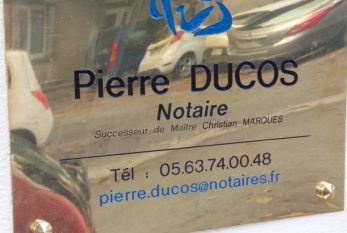 Pierre DUCOS
Notaire
Successeur de Maître Christian MARQUES
Tél : 05.63.74.00.48
pierre.ducos@notaires.fr